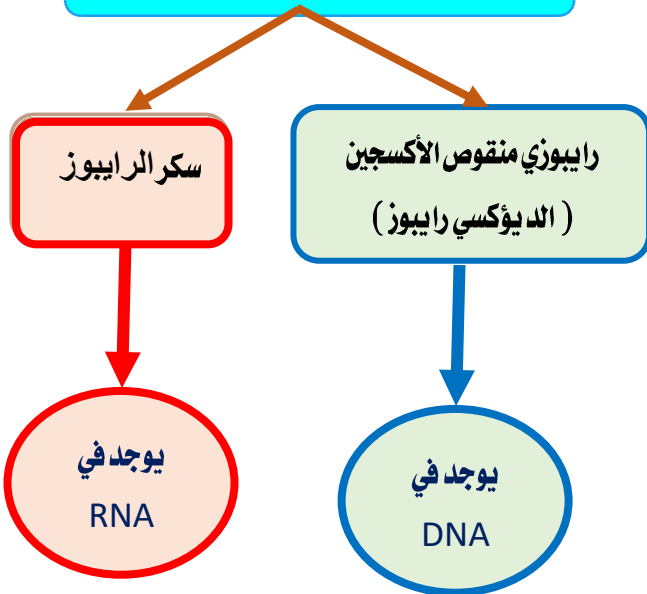 رايبوزي منقوص الأكسجين
( الديؤكسي رايبوز )
سكر الرايبوز
يوجد في
DNA
يوجد في
RNA